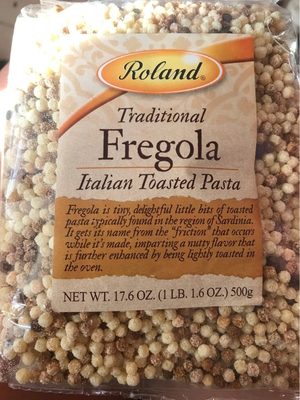 Roland®
Traditional
Fregola
Italian Toasted Pasta
Fregola is tiny, delightful little bits of toasted
pasta typically found in the region of Sardinia.
It gets its name from the "friction" that occurs
while it's made, imparting a nutty flavor that
is further enhanced by being lightly toasted in
the oven.
NET WT. 17.6 OZ. (1 LB. 1.6 OZ.) 500g